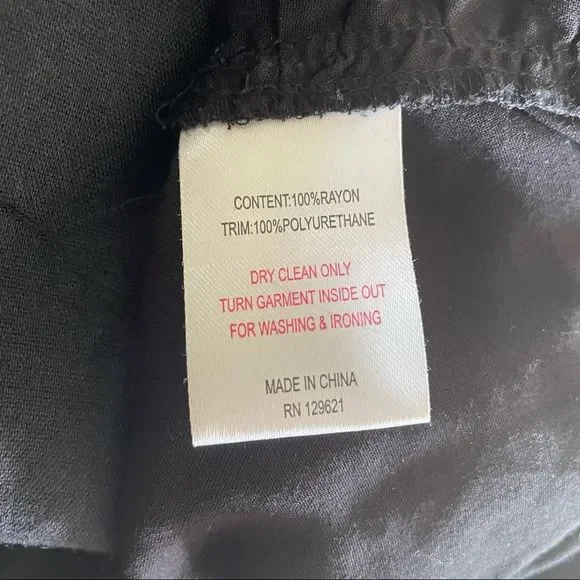 CONTENT:100%RAYON
TRIM:100%POLYURETHANE
DRY CLEAN ONLY
TURN GARMENT INSIDE OUT
FOR WASHING & IRONING
MADE IN CHINA
RN 129621